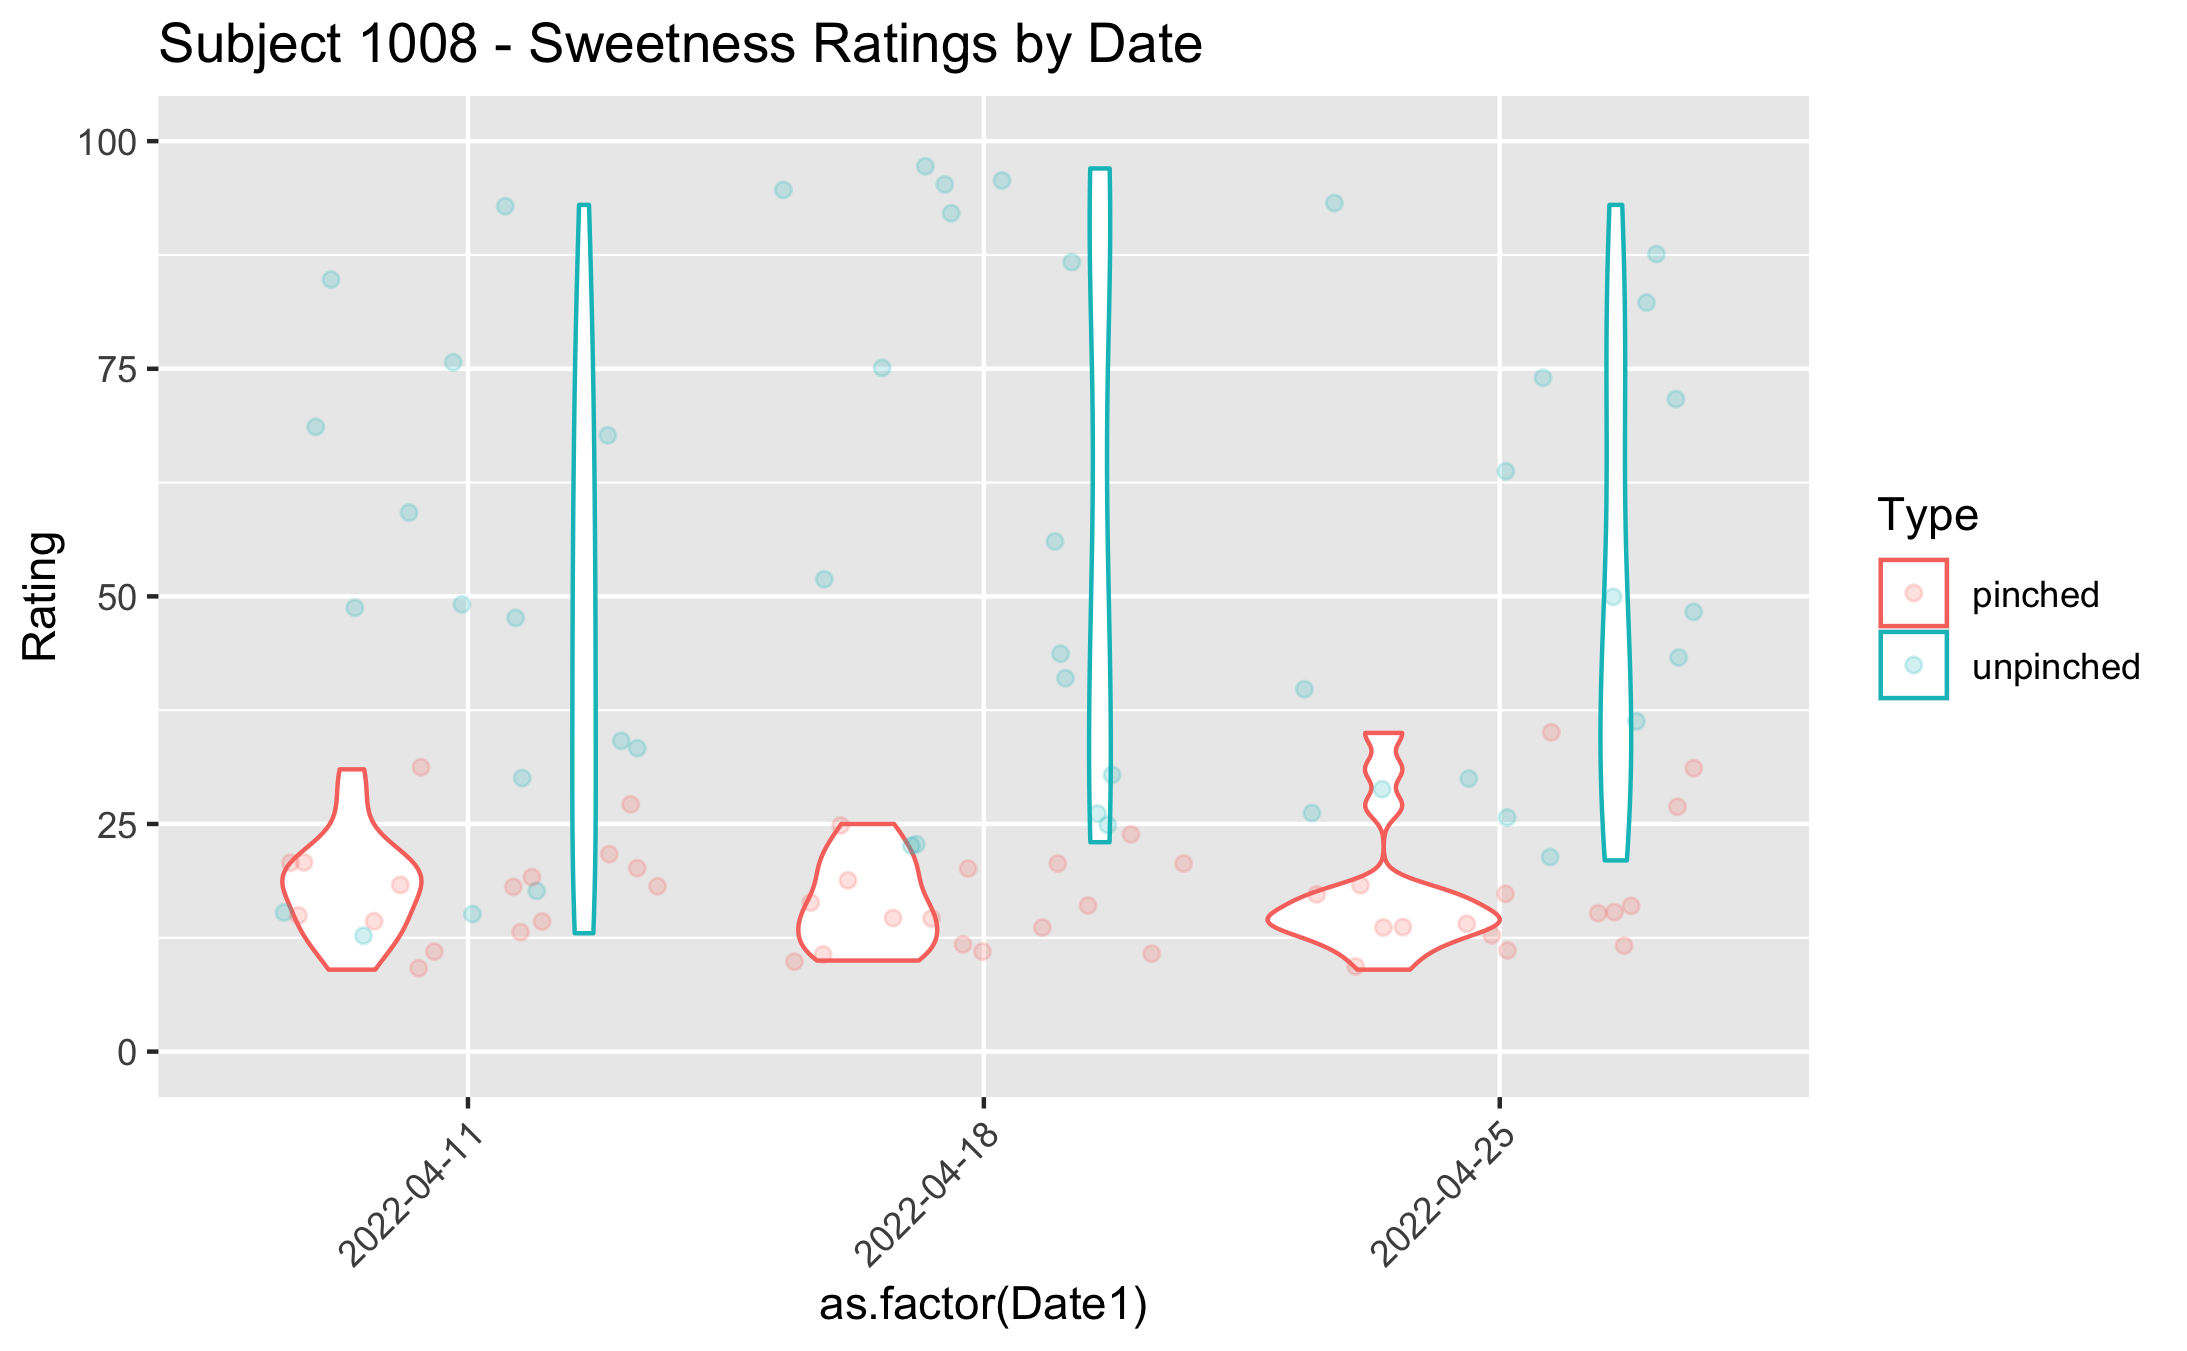 Subject 1008 - Sweetness Ratings by Date
100
75
50
25
0
Rating
2022-04-11
2022-04-18
2022-04-25
as.factor(Date1)
Type
pinched
unpinched